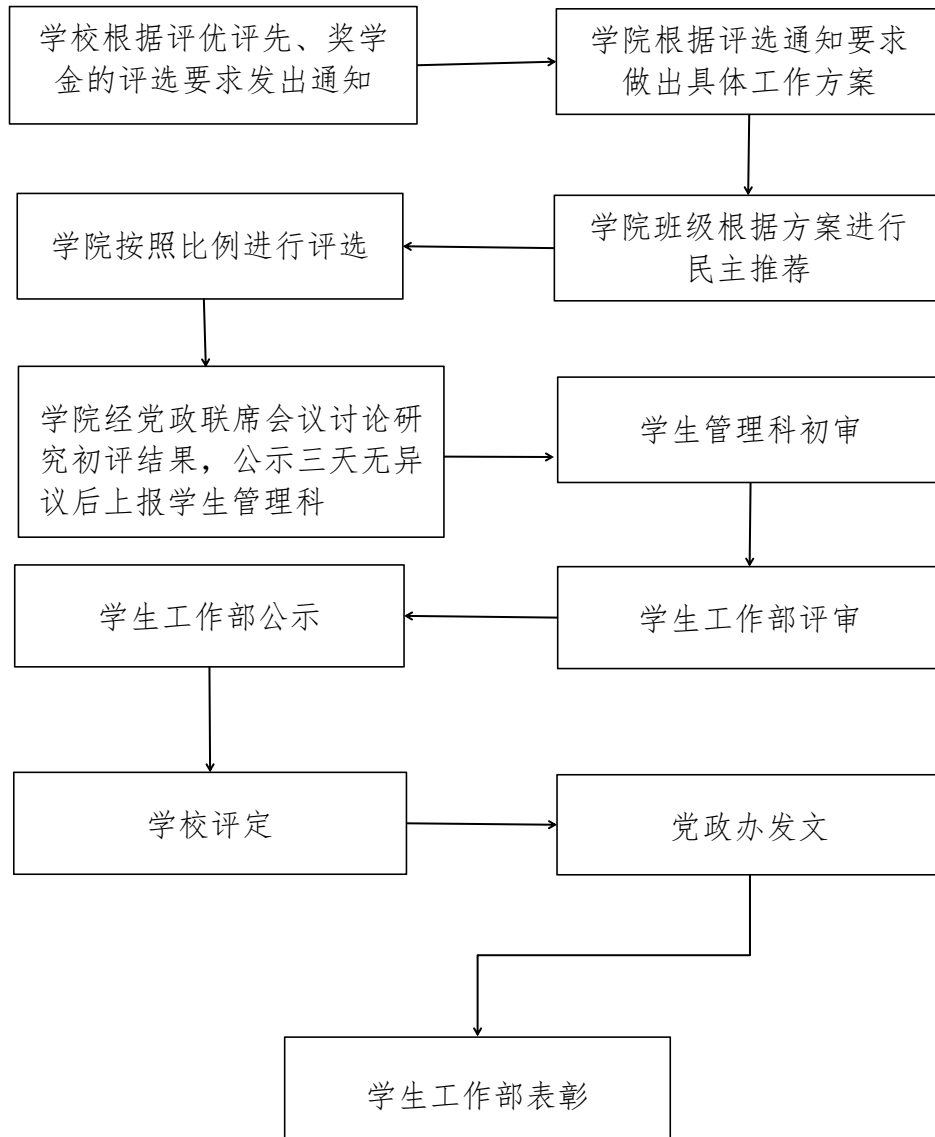 学校根据评优评先、奖学
金的评选要求发出通知
学院根据评选通知要求
做出具体工作方案
学院班级根据方案进行
民主推荐
学院按照比例进行评选
学院经党政联席会议讨论研
究初评结果，公示三天无异
议后上报学生管理科
学生管理科初审
学生工作部评审
学生工作部公示
学校评定
党政办发文
学生工作部表彰